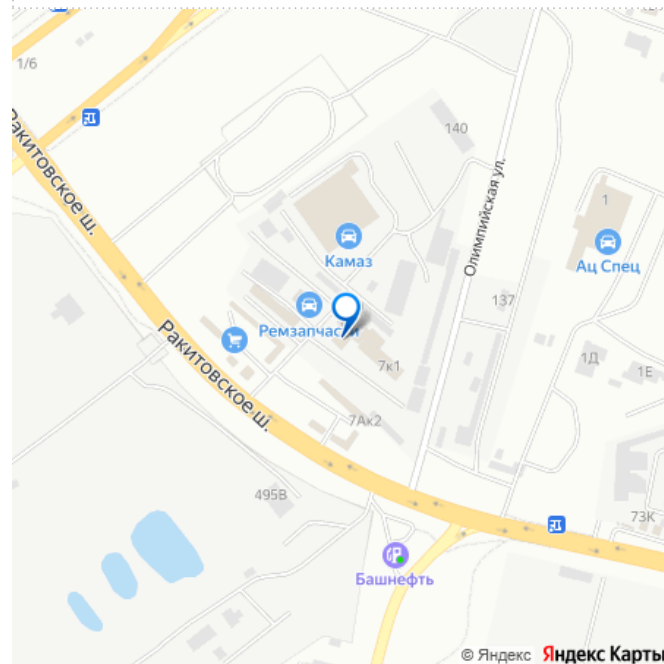 1/6
Ракитовское ш.
140
Олимпийская ул.
1
Камаз
Ац Спец
137
Ремзапчасти
Ракитовское ш.
7к1
1Д
1Е
7Ак2
495В
73К
Башнефть
© Яндекс Яндекс Карты